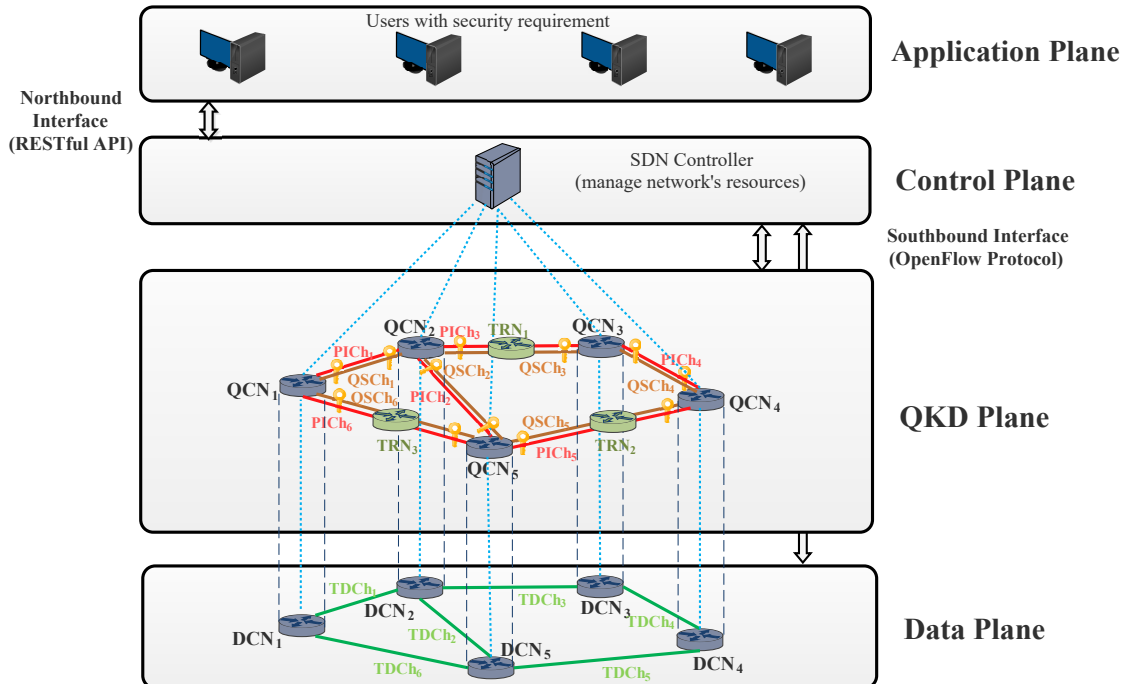 Users with security requirement
Application Plane
Northbound
Interface
(RESTful API)
SDN Controller
(manage network's resources)
Control Plane
Southbound Interface
(OpenFlow Protocol)
QCN₂
PICh₃
TRN₁
QCN₃
PICh₁
QSCh₂
QSCh₃
PICh₄
QSCh₁
QSCh₄
QCN₁
QSCh₆
PICh₂
QCN₄
PICh₆
QSCh₅
QKD Plane
TRN₃
TRN₂
PICh₅
QCN₅
TDCh₁
DCN₂
TDCh₃
DCN₃
TDCh₄
DCN₁
TDCh₂
DCN₅
Data Plane
TDCh₆
TDCh₅
DCN₄